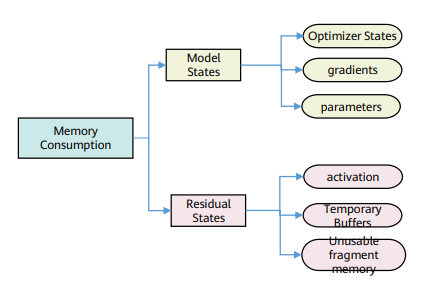 Memory
Consumption
Model
States
Optimizer States
gradients
parameters
Residual
States
activation
Temporary
Buffers
Unusable
fragment
memory